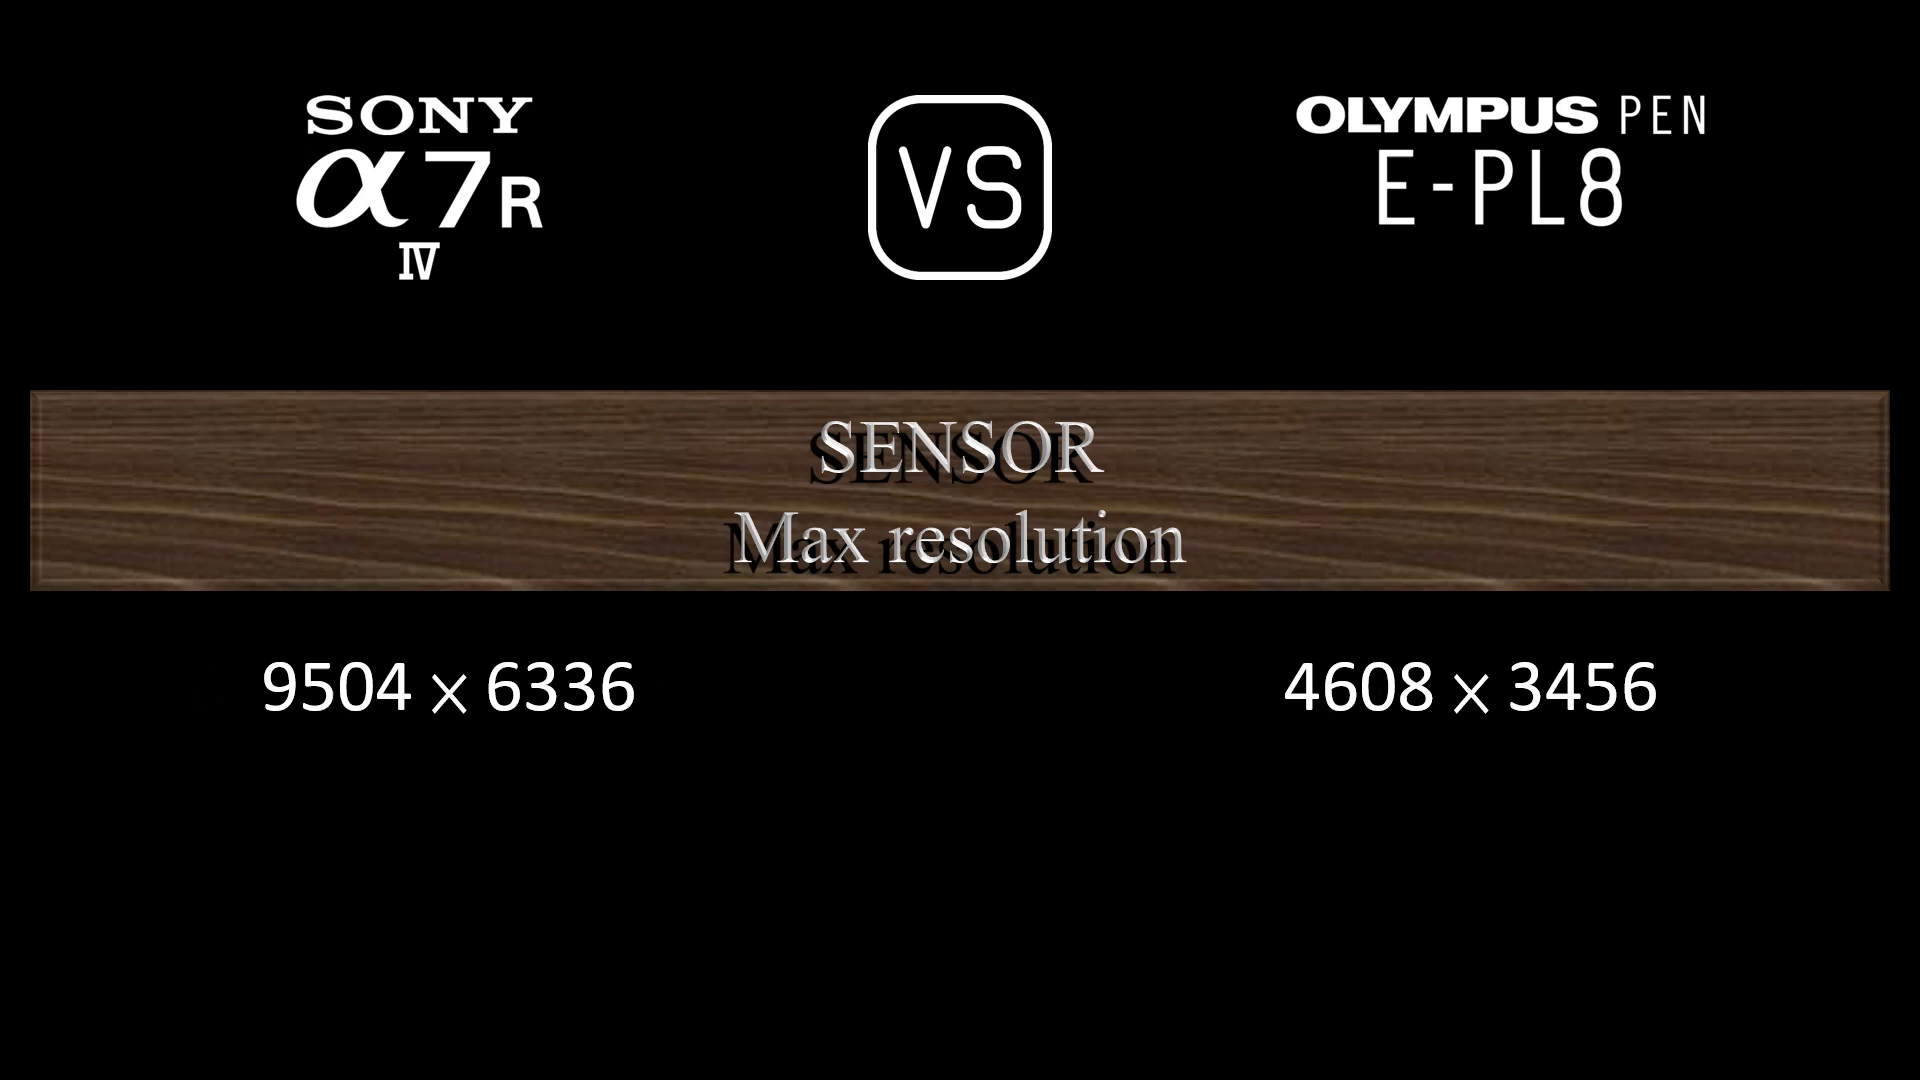 SONY
α7R
IV
VS
OLYMPUS PEN
E-PL8
SENSOR
Max resolution
9504 x 6336
4608 x 3456